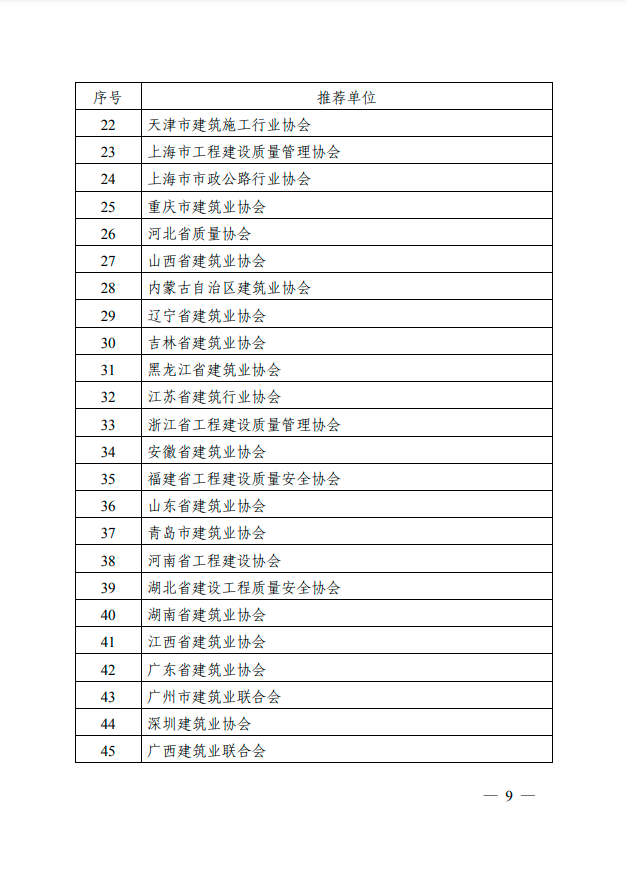 序号 推荐单位
22 天津市建筑施工行业协会
23 上海市工程建设质量管理协会
24 上海市市政公路行业协会
25 重庆市建筑业协会
26 河北省质量协会
27 山西省建筑业协会
28 内蒙古自治区建筑业协会
29 辽宁省建筑业协会
30 吉林省建筑业协会
31 黑龙江省建筑业协会
32 江苏省建筑行业协会
33 浙江省工程建设质量管理协会
34 安徽省建筑业协会
35 福建省工程建设质量安全协会
36 山东省建筑业协会
37 青岛市建筑业协会
38 河南省工程建设协会
39 湖北省建设工程质量安全协会
40 湖南省建筑业协会
41 江西省建筑业协会
42 广东省建筑业协会
43 广州市建筑业联合会
44 深圳建筑业协会
45 广西建筑业联合会
— 9 —